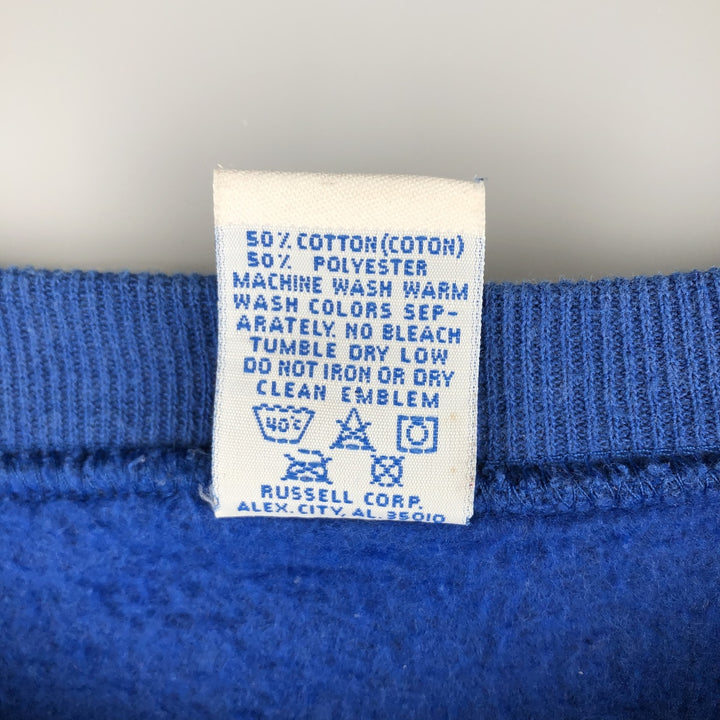 50% COTTON(COTON)
50% POLYESTER
MACHINE WASH WARM
WASH COLORS SEP-
ARATELY. NO BLEACH
TUMBLE DRY LOW
DO NOT IRON OR DRY
CLEAN EMBLEM
40°C
RUSSELL CORP.
ALEX. CITY, AL. 35010